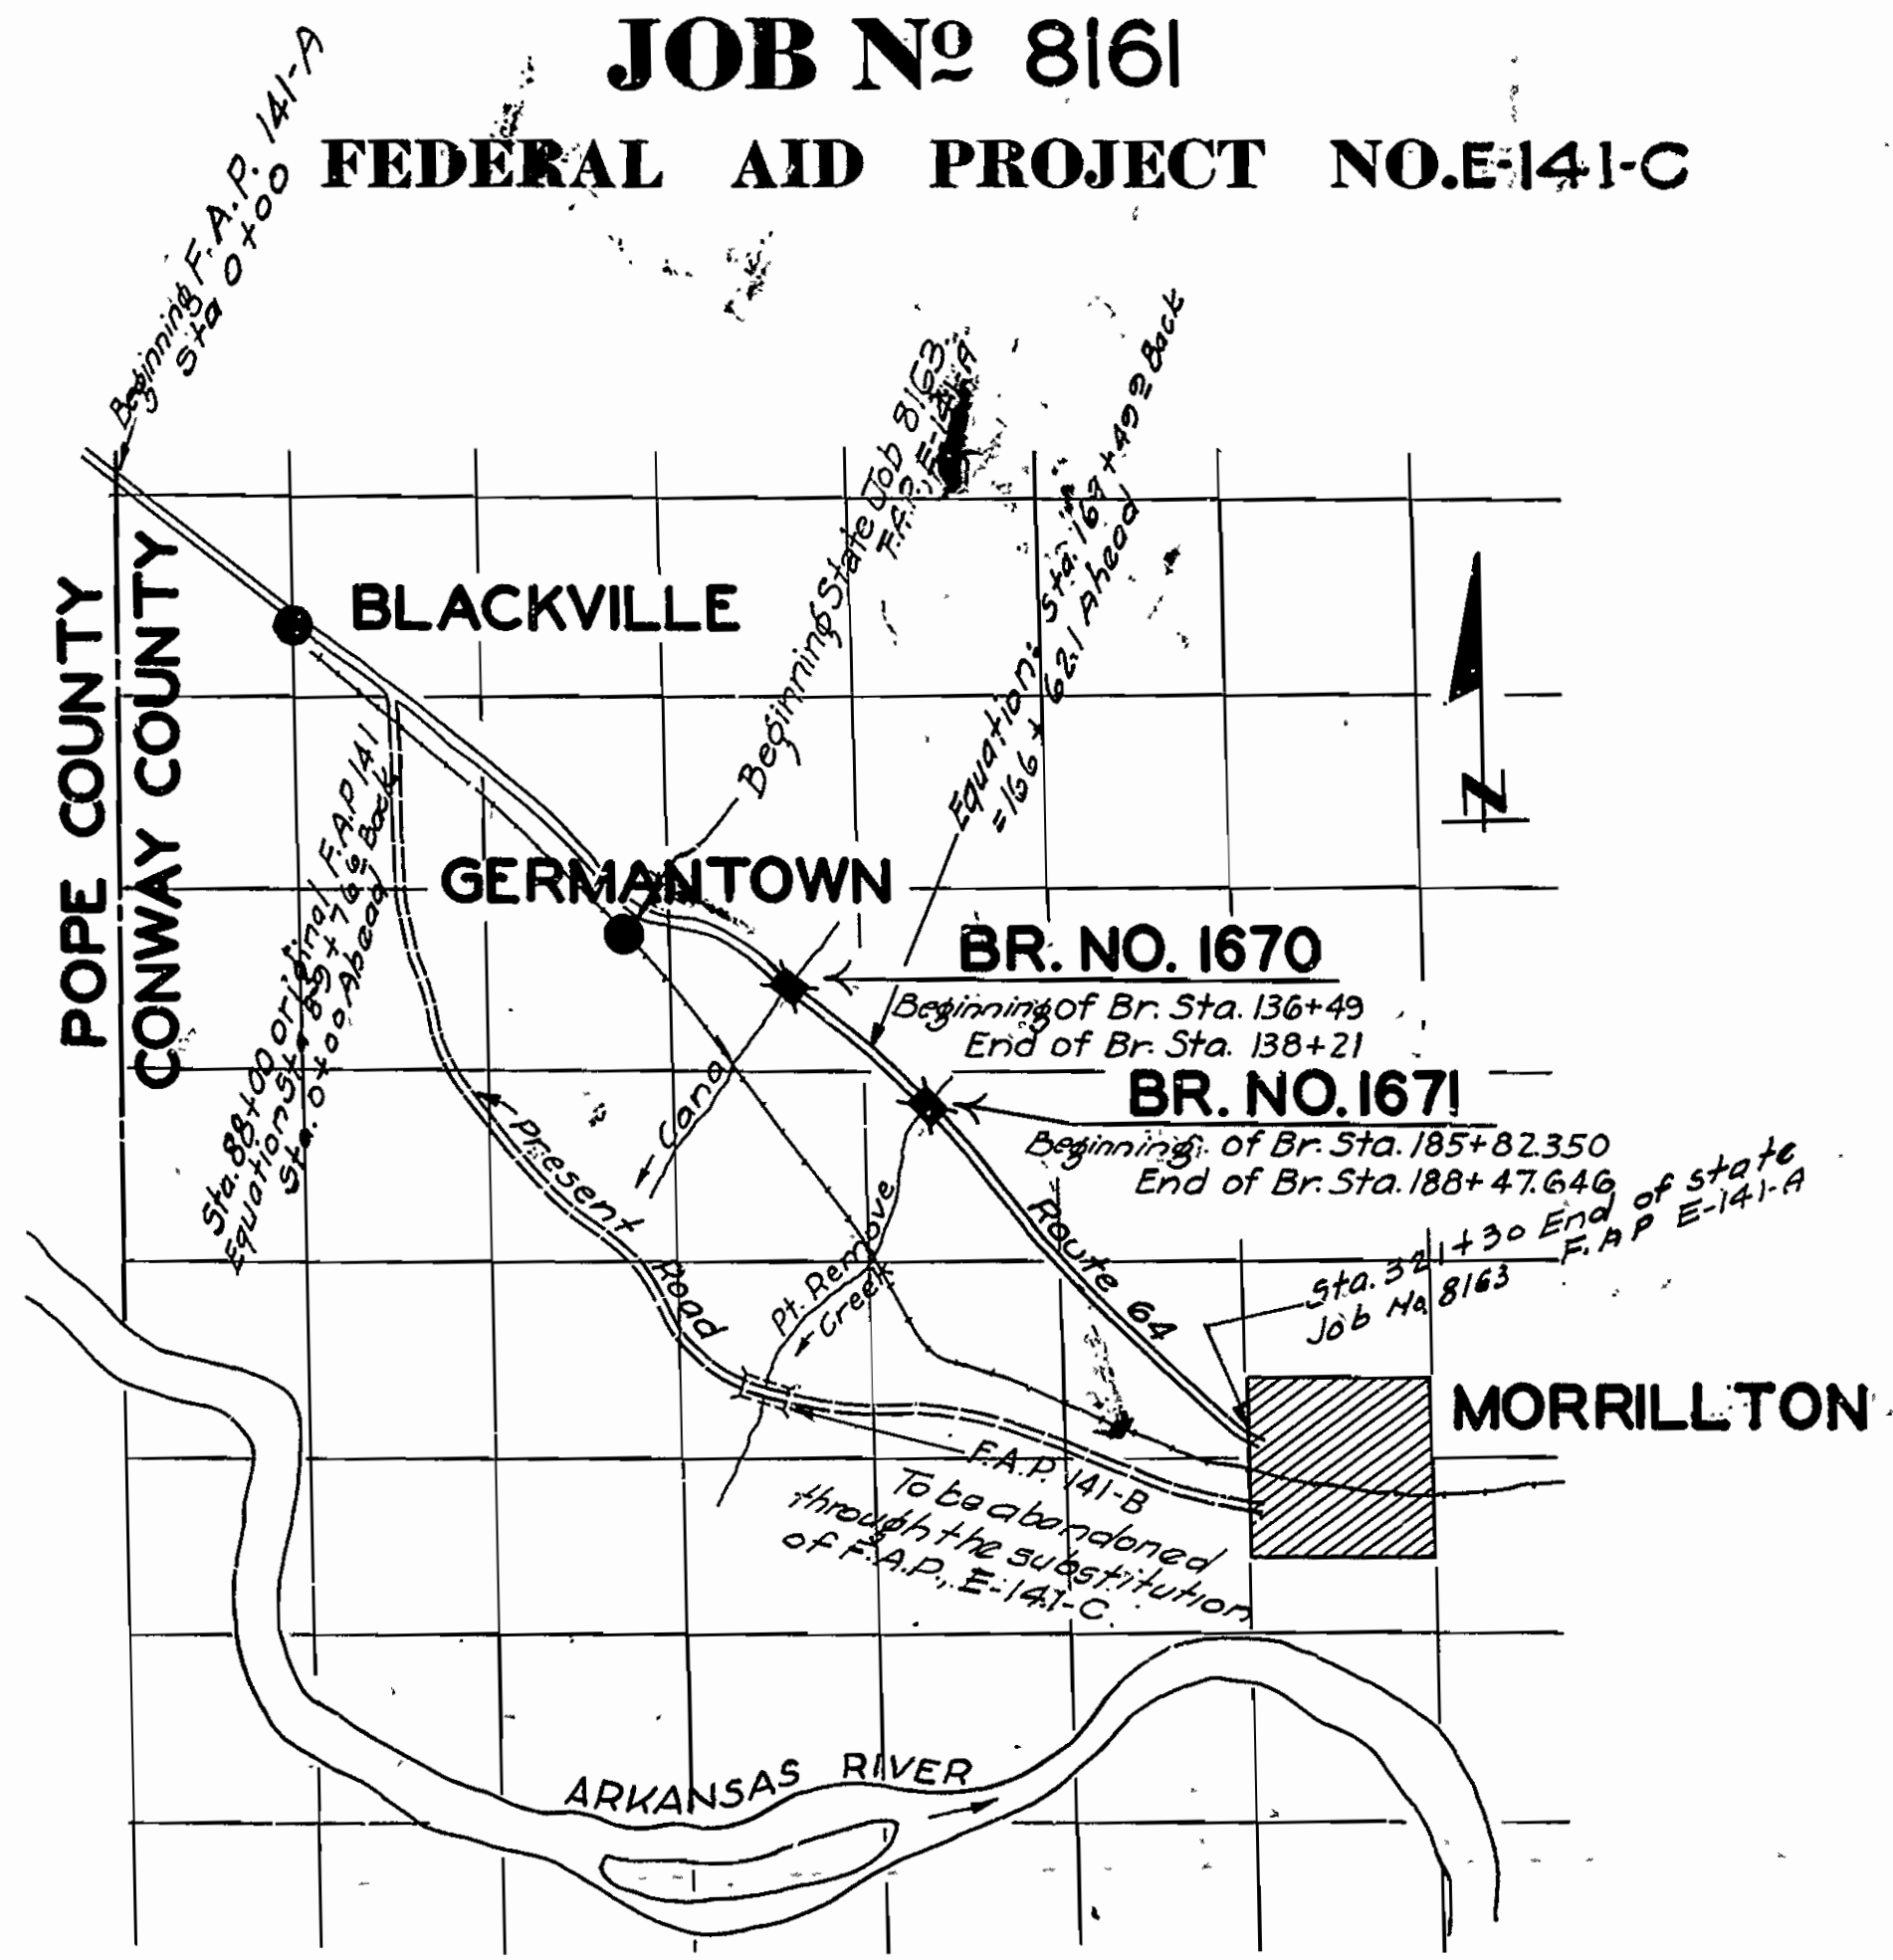 JOB Nº 8161
FEDERAL AID PROJECT NO. E-141-C
Beginning F.A.P. 141-A
Sta 0+00
Beginning State Job 8163
F.A.P. E-141-A
Equation: Sta. 167+49.2 Back
=166+62.1 Ahead
POPE COUNTY
CONWAY COUNTY
BLACKVILLE
N
Sta. 88+00 original F.A.P. 141
Equation Sta. 89+76.6 Back
Sta. 0+00 Ahead
GERMANTOWN
BR. NO. 1670
Beginning of Br. Sta. 136+49
End of Br. Sta. 138+21
BR. NO. 1671
Beginning of Br. Sta. 185+82.350
End of Br. Sta. 188+47.646
Canal
Present Road
Pt. Remove
Creek
Route 64
Sta. 321+30 End of State
Job No. 8163 F.A.P E-141-A
MORRILLTON
F.A.P. 141-B
To be abandoned
through the substitution
of F.A.P., E-141-C.
ARKANSAS RIVER